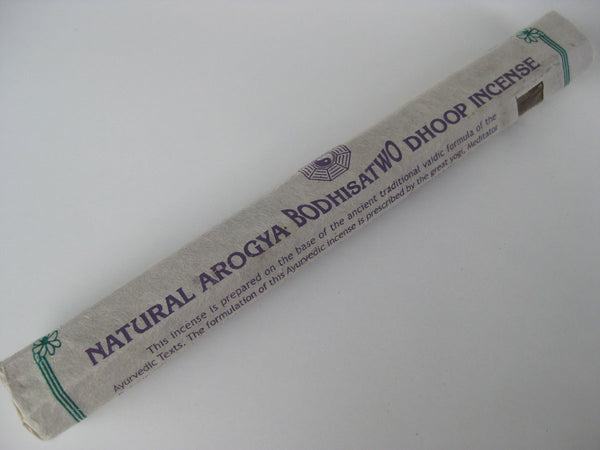 NATURAL AROGYA BODHISATWO DHOOP INCENSE
This incense is prepared on the base of the ancient traditional vaidic formula of the
Ayurvedic Texts. The formulation of this Ayurvedic incense is prescribed by the great yogi, Meditator